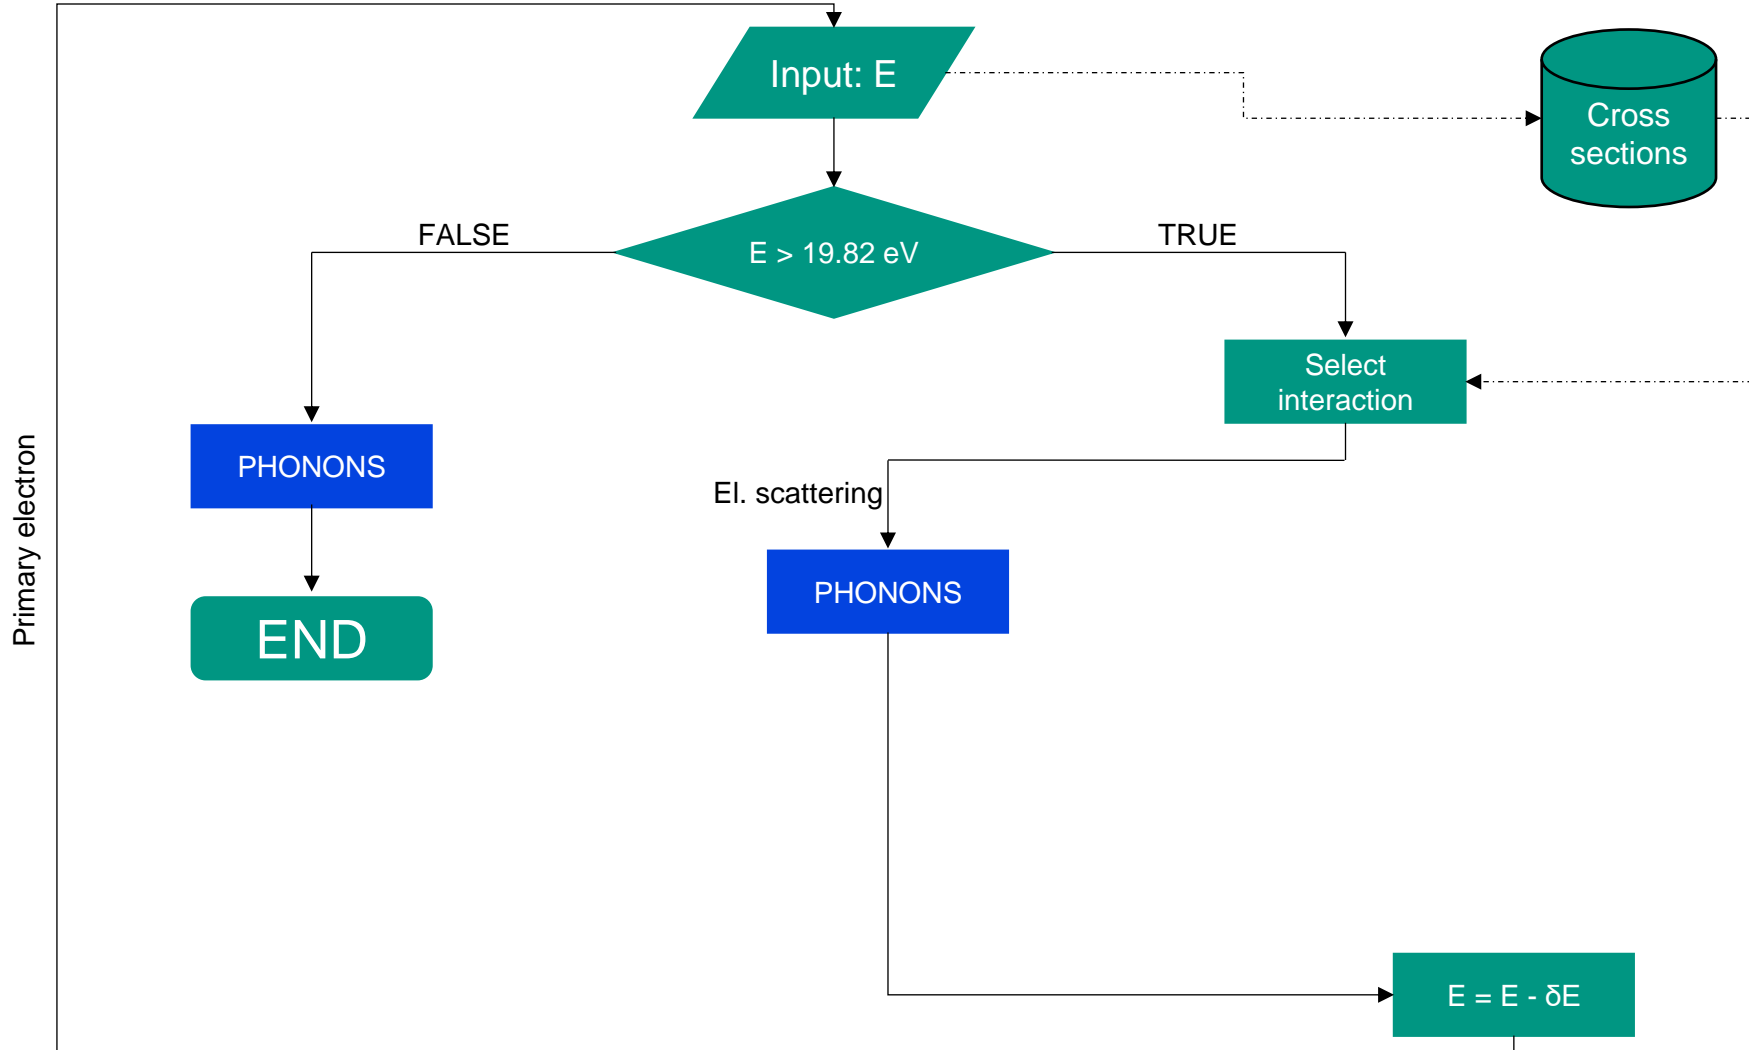 Input: E
Cross
sections
FALSE
E > 19.82 eV
TRUE
Select
interaction
PHONONS
El. scattering
Primary electron
PHONONS
END
E = E - δE